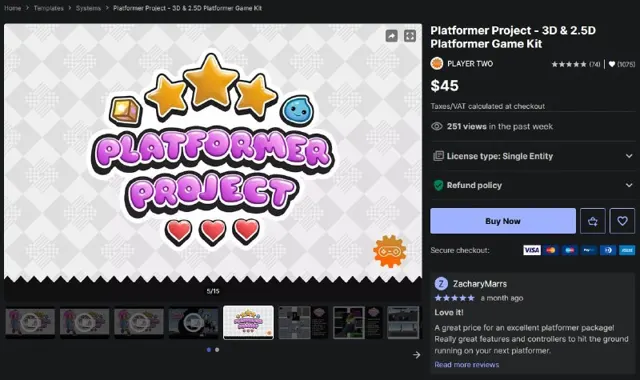 Home > Templates > Systems > Platformer Project - 3D & 2.5D Platformer Game Kit
PLATFORMER
PROJECT
5/15
Platformer Project - 3D & 2.5D
Platformer Game Kit
PLAYER TWO
★★★★★ (74) | ♥ (1075)
$45
Taxes/VAT calculated at checkout
251 views in the past week
License type: Single Entity
Refund policy
Buy Now
Secure checkout:
VISA
Z ZacharyMarrs
★★★★★ a month ago
Love it!
A great price for an excellent platformer package!
Really great features and controllers to hit the ground
running on your next platformer.
Read more reviews